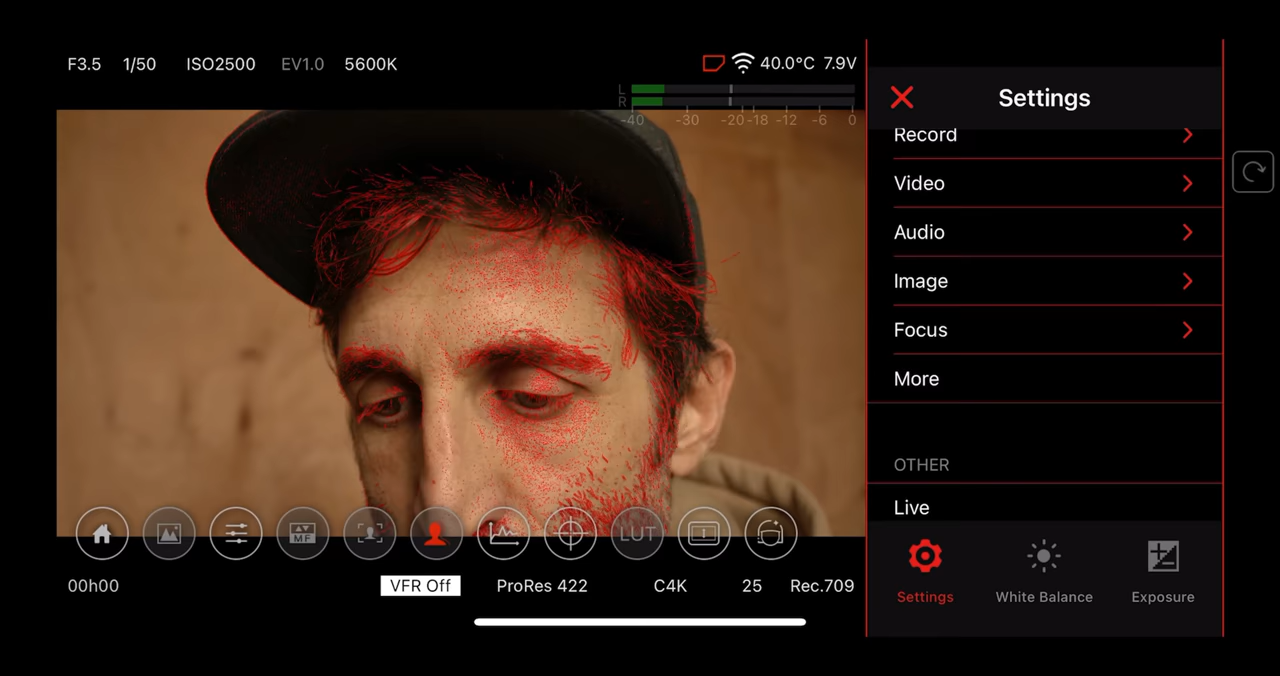 F3.5 1/50 ISO2500 EV1.0 5600K 40.0°C 7.9V
L
R
-40 -30 -20 -18 -12 -6 0
Settings
Record
Video
Audio
Image
Focus
More
OTHER
Live
MF LUT
Settings White Balance Exposure
00h00 VFR Off ProRes 422 C4K 25 Rec.709